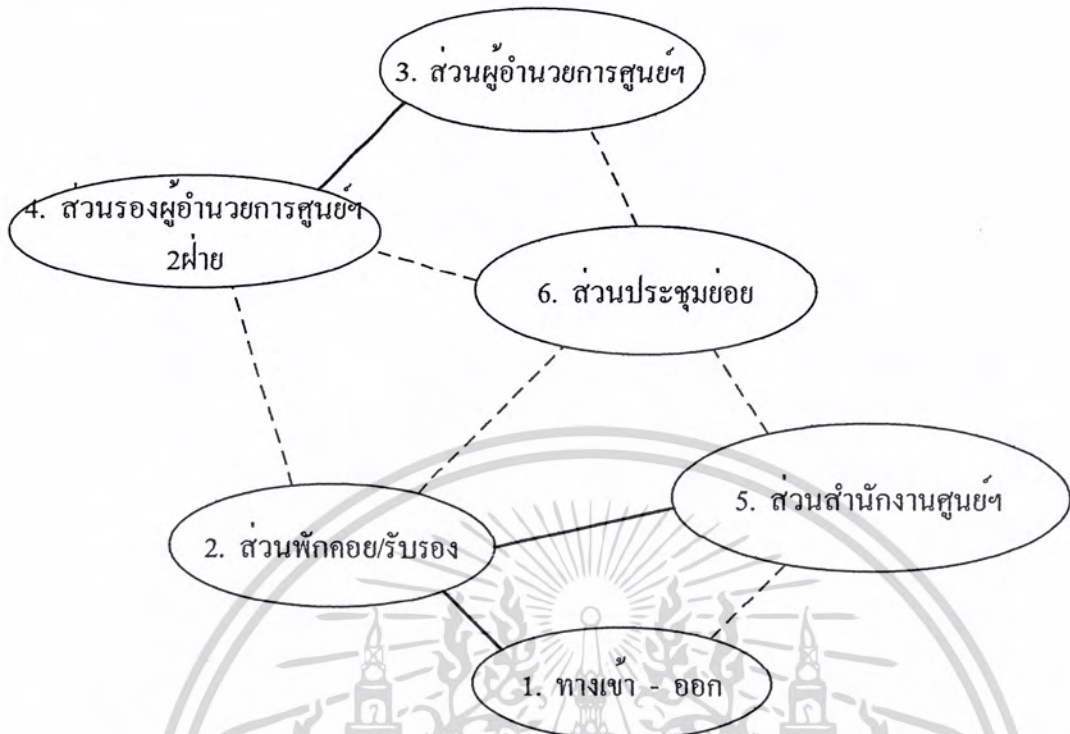 3. ส่วนผู้อำนวยการศูนย์ฯ
4. ส่วนรองผู้อำนวยการศูนย์ฯ
2ฝ่าย
6. ส่วนประชุมย่อย
5. ส่วนสำนักงานศูนย์ฯ
2. ส่วนพักคอย/รับรอง
1. ทางเข้า - ออก